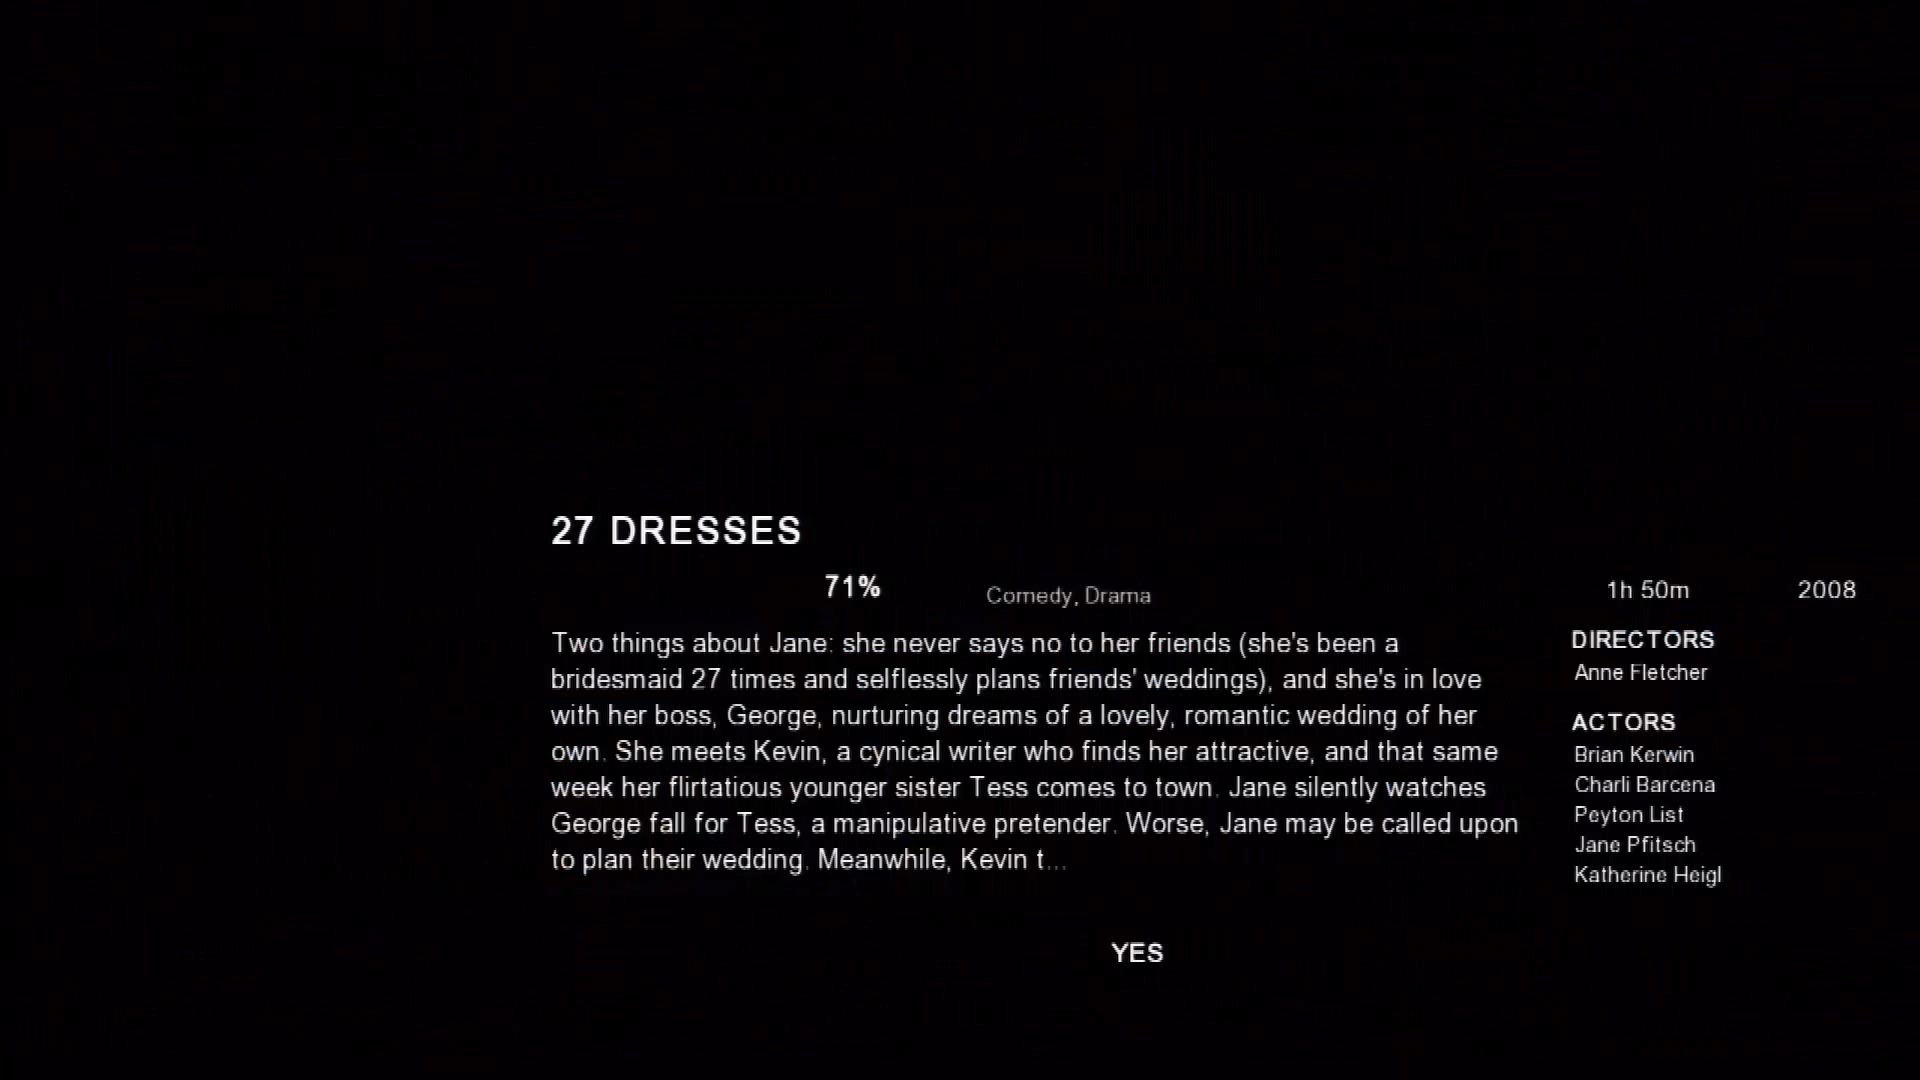 27 DRESSES
71%
Comedy, Drama
1h 50m
2008
Two things about Jane: she never says no to her friends (she's been a
bridesmaid 27 times and selflessly plans friends' weddings), and she's in love
with her boss, George, nurturing dreams of a lovely, romantic wedding of her
own. She meets Kevin, a cynical writer who finds her attractive, and that same
week her flirtatious younger sister Tess comes to town. Jane silently watches
George fall for Tess, a manipulative pretender. Worse, Jane may be called upon
to plan their wedding. Meanwhile, Kevin t...
DIRECTORS
Anne Fletcher
ACTORS
Brian Kerwin
Charli Barcena
Peyton List
Jane Pfitsch
Katherine Heigl
YES